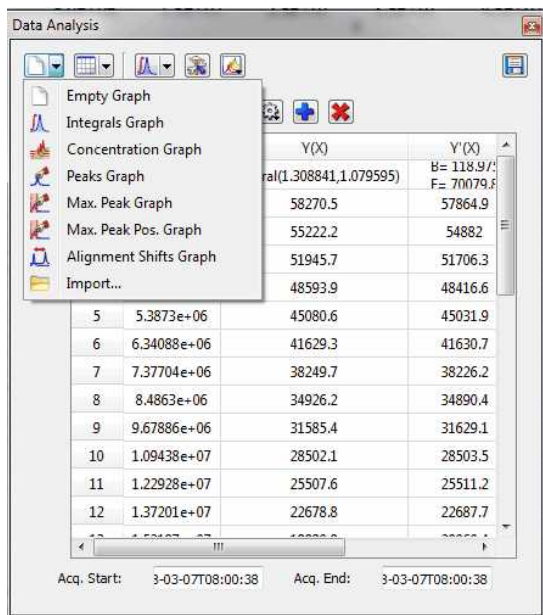 Data Analysis
Empty Graph
Integrals Graph
Concentration Graph
Peaks Graph
Max. Peak Graph
Max. Peak Pos. Graph
Alignment Shifts Graph
Import...
Y(X) Y'(X)
ral(1.308841,1.079595) B= 118.975
F= 70079.8
58270.5 57864.9
55222.2 54882
51945.7 51706.3
48593.9 48416.6
5 5.3873e+06 45080.6 45031.9
6 6.34088e+06 41629.3 41630.7
7 7.37704e+06 38249.7 38226.2
8 8.4863e+06 34926.2 34890.4
9 9.67886e+06 31585.4 31629.1
10 1.09438e+07 28502.1 28503.5
11 1.22928e+07 25507.6 25511.2
12 1.37201e+07 22678.8 22687.7
Acq. Start: 3-03-07T08:00:38 Acq. End: 3-03-07T08:00:38